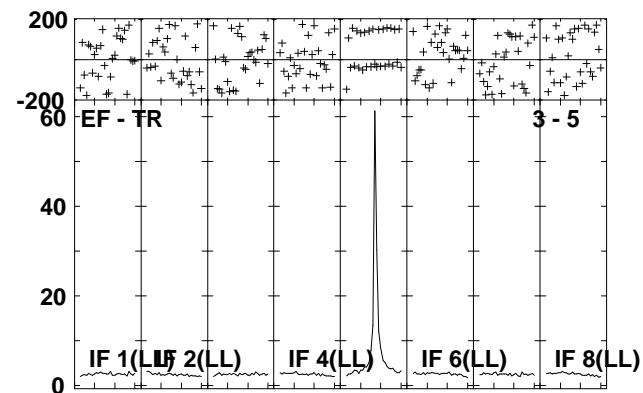 200
-200
60
EF - TR
3 - 5
40
20
IF 1(LL)
IF 2(LL)
IF 4(LL)
IF 6(LL)
IF 8(LL)
0